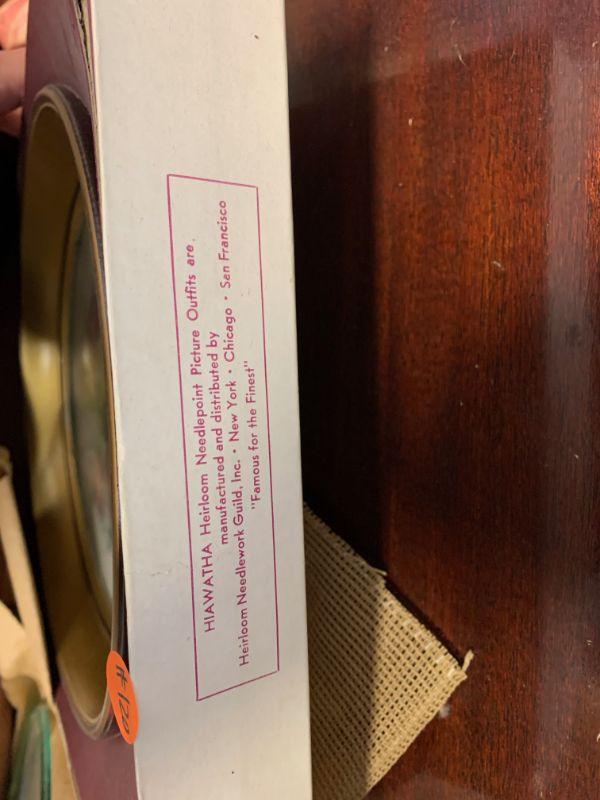 HIAWATHA Heirloom Needlepoint Picture Outfits are
manufactured and distributed by
Heirloom Needlework Guild, Inc. • New York • Chicago • San Francisco
"Famous for the Finest"